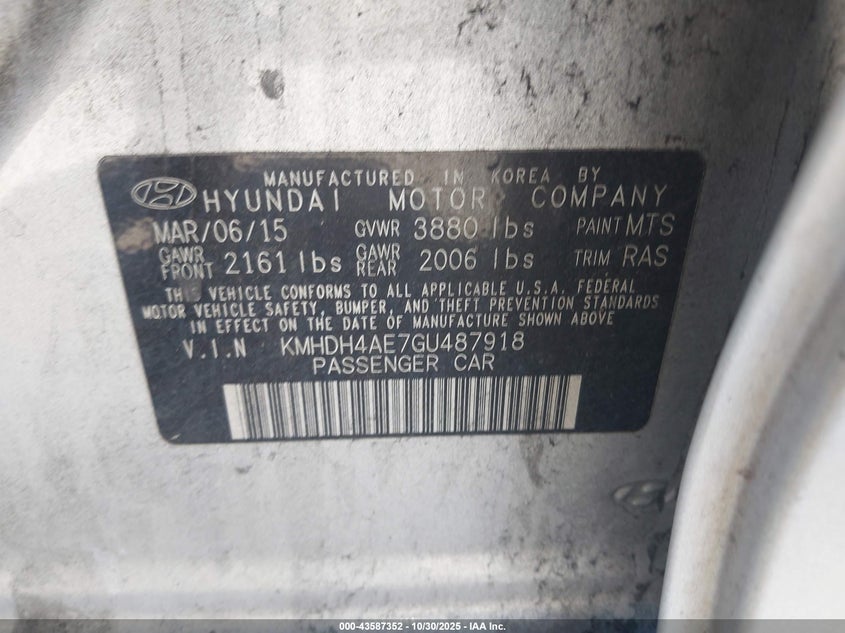 MANUFACTURED IN KOREA BY
HYUNDAI MOTOR COMPANY
MAR/06/15 GVWR 3880 lbs PAINT MTS
GAWR FRONT 2161 lbs GAWR REAR 2006 lbs TRIM RAS
THIS VEHICLE CONFORMS TO ALL APPLICABLE U.S.A. FEDERAL
MOTOR VEHICLE SAFETY, BUMPER, AND THEFT PREVENTION STANDARDS
IN EFFECT ON THE DATE OF MANUFACTURE SHOWN ABOVE
V.I.N KMHDH4AE7GU487918
PASSENGER CAR
000-43587352 | 10/30/2025 - IAA Inc.